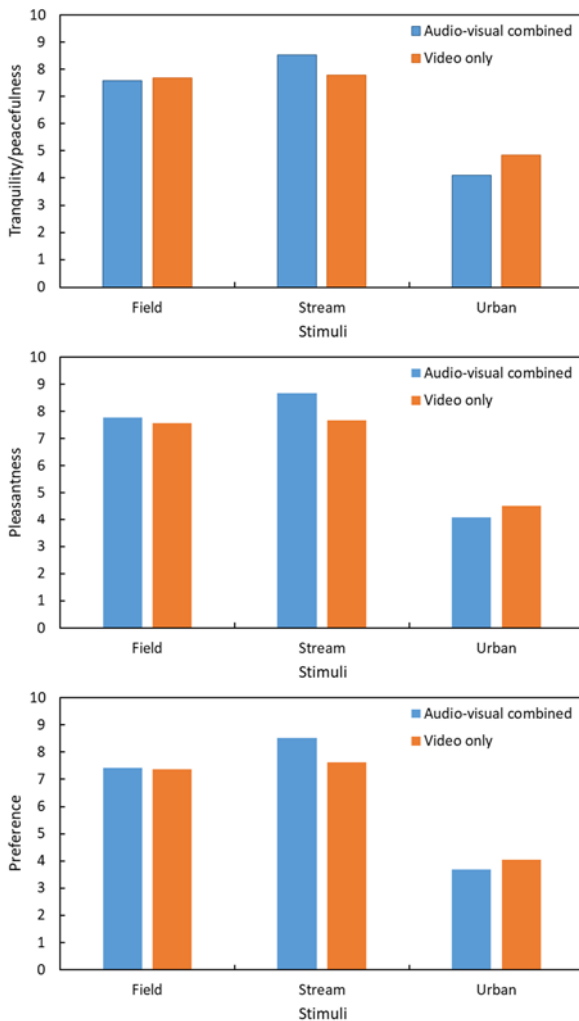 Tranquility/peacefulness
10
9
8
7
6
5
4
3
2
1
0
Audio-visual combined
Video only
Field
Stream
Urban
Stimuli
Pleasantness
10
9
8
7
6
5
4
3
2
1
0
Audio-visual combined
Video only
Field
Stream
Urban
Stimuli
Preference
10
9
8
7
6
5
4
3
2
1
0
Audio-visual combined
Video only
Field
Stream
Urban
Stimuli